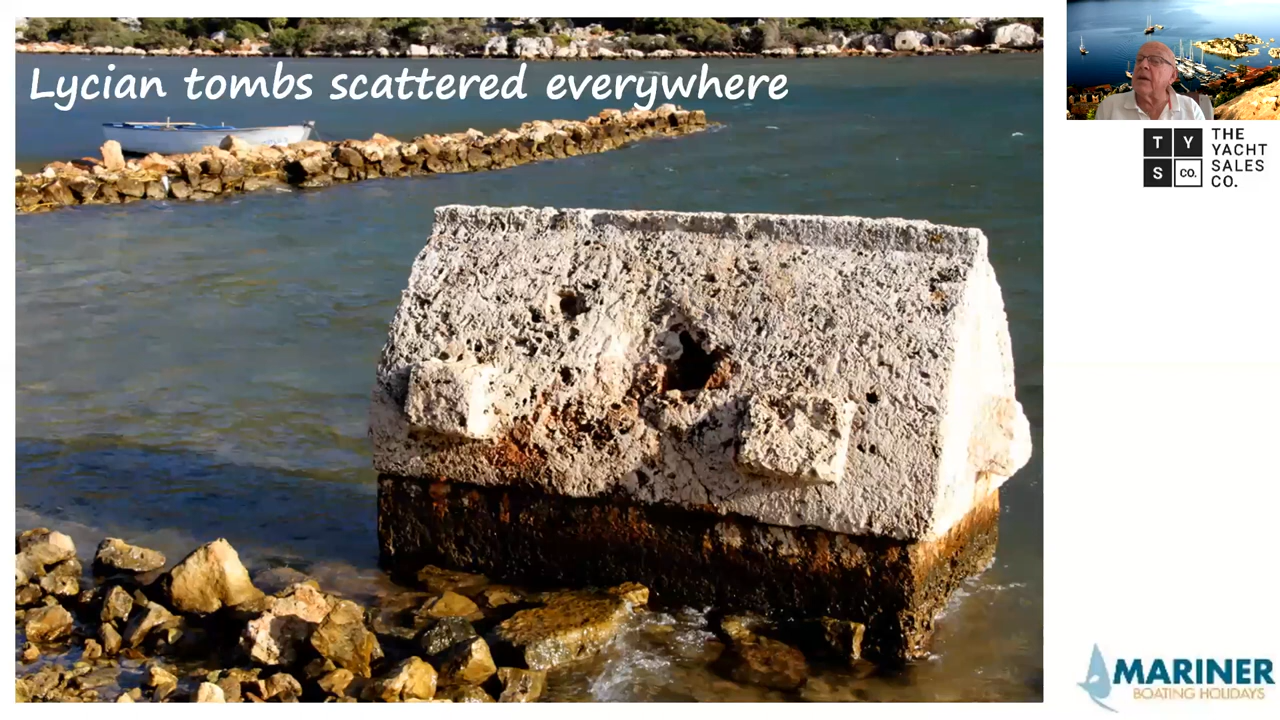 Lycian tombs scattered everywhere
T Y
S CO.
THE
YACHT
SALES
CO.
MARINER
BOATING HOLIDAYS